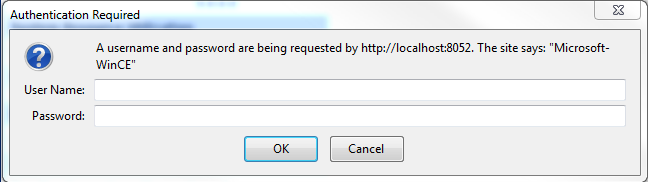 Authentication Required
A username and password are being requested by http://localhost:8052. The site says: "Microsoft-
WinCE"
User Name:
Password:
OK
Cancel